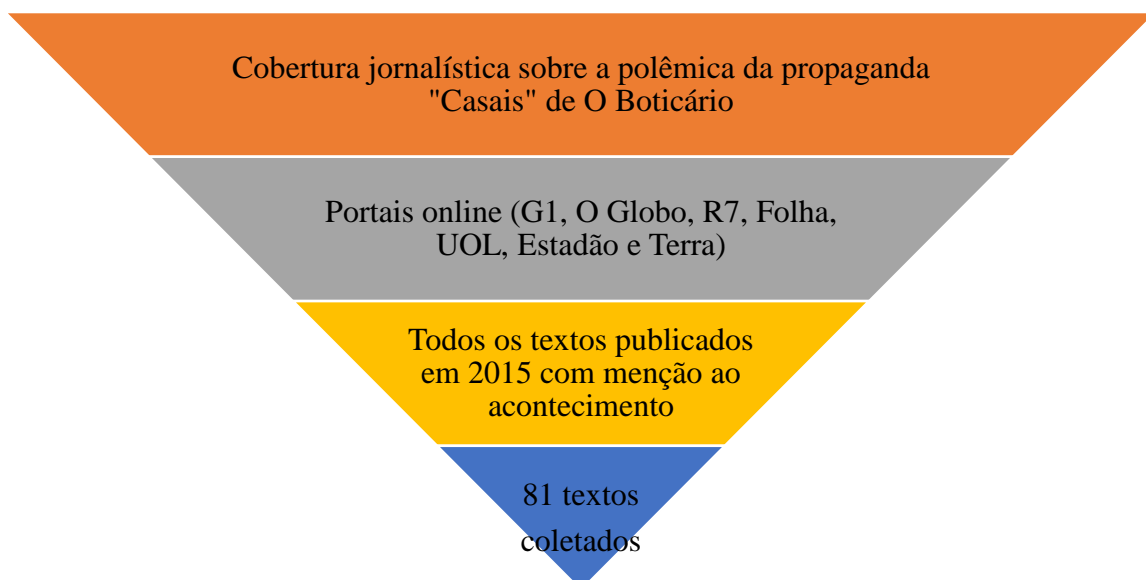 Cobertura jornalística sobre a polêmica da propaganda
"Casais" de O Boticário
Portais online (G1, O Globo, R7, Folha,
UOL, Estadão e Terra)
Todos os textos publicados
em 2015 com menção ao
acontecimento
81 textos
coletados